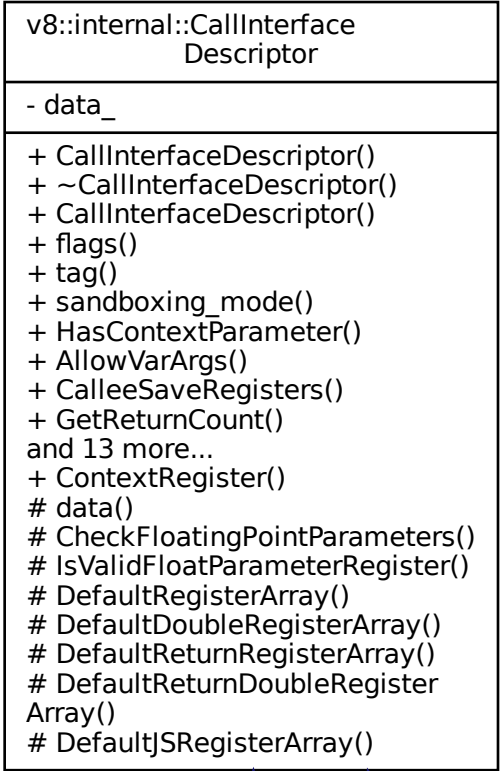 v8::internal::CallInterface
Descriptor
- data_
+ CallInterfaceDescriptor()
+ ~CallInterfaceDescriptor()
+ CallInterfaceDescriptor()
+ flags()
+ tag()
+ sandboxing_mode()
+ HasContextParameter()
+ AllowVarArgs()
+ CalleeSaveRegisters()
+ GetReturnCount()
and 13 more...
+ ContextRegister()
# data()
# CheckFloatingPointParameters()
# IsValidFloatParameterRegister()
# DefaultRegisterArray()
# DefaultDoubleRegisterArray()
# DefaultReturnRegisterArray()
# DefaultReturnDoubleRegister
Array()
# DefaultJSRegisterArray()